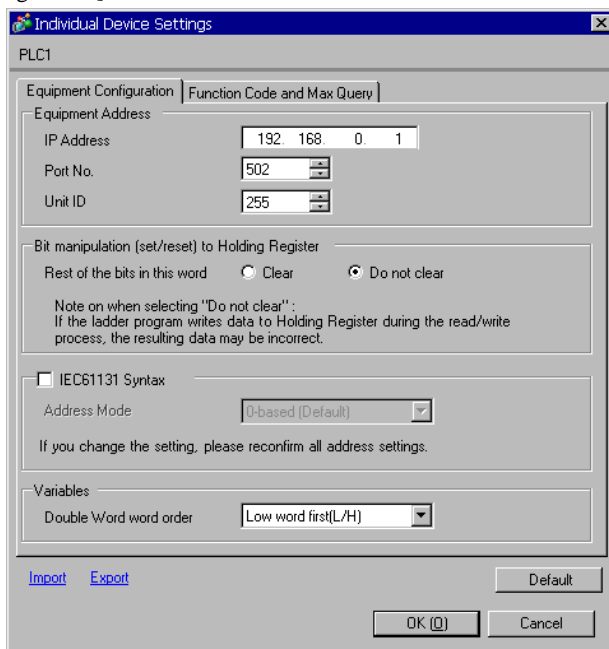 Individual Device Settings
PLC1
Equipment Configuration Function Code and Max Query
Equipment Address
IP Address 192. 168. 0. 1
Port No. 502
Unit ID 255
Bit manipulation (set/reset) to Holding Register
Rest of the bits in this word Clear Do not clear
Note on when selecting "Do not clear" :
If the ladder program writes data to Holding Register during the read/write
process, the resulting data may be incorrect.
IEC61131 Syntax
Address Mode 0-based (Default)
If you change the setting, please reconfirm all address settings.
Variables
Double Word word order Low word first(L/H)
Import Export Default
OK (O) Cancel